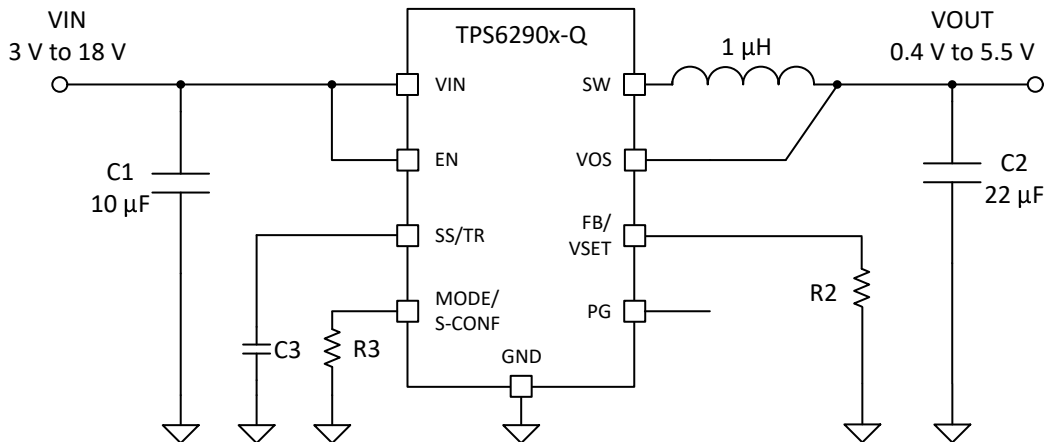 VIN
3 V to 18 V
TPS6290x-Q
1 µH
VOUT
0.4 V to 5.5 V
VIN
SW
EN
VOS
C1
10 µF
C2
22 µF
SS/TR
FB/
VSET
MODE/
S-CONF
PG
R2
C3
R3
GND